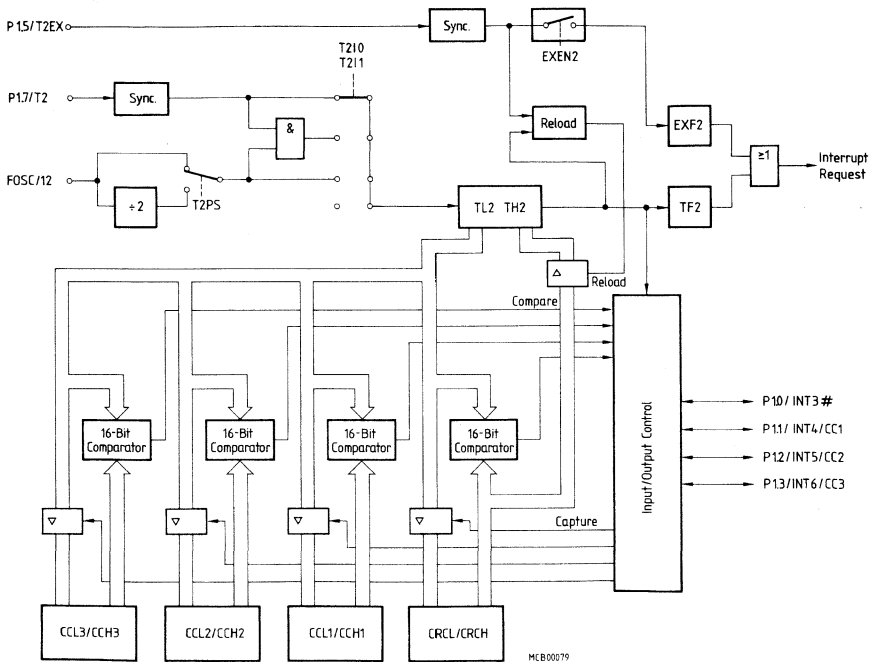 P1.5/T2EX
Sync.
EXEN2
T2I0
T2I1
P1.7/T2
Sync.
&
Reload
EXF2
≥1
Interrupt
Request
FOSC/12
÷2
T2PS
TL2 TH2
TF2
Reload
Compare
16-Bit
Comparator
16-Bit
Comparator
16-Bit
Comparator
16-Bit
Comparator
Input/Output Control
P1.0/ INT3#
P1.1/ INT4/CC1
P1.2/INT5/CC2
P1.3/INT6/CC3
Capture
CCL3/CCH3
CCL2/CCH2
CCL1/CCH1
CRCL/CRCH
MCB00079